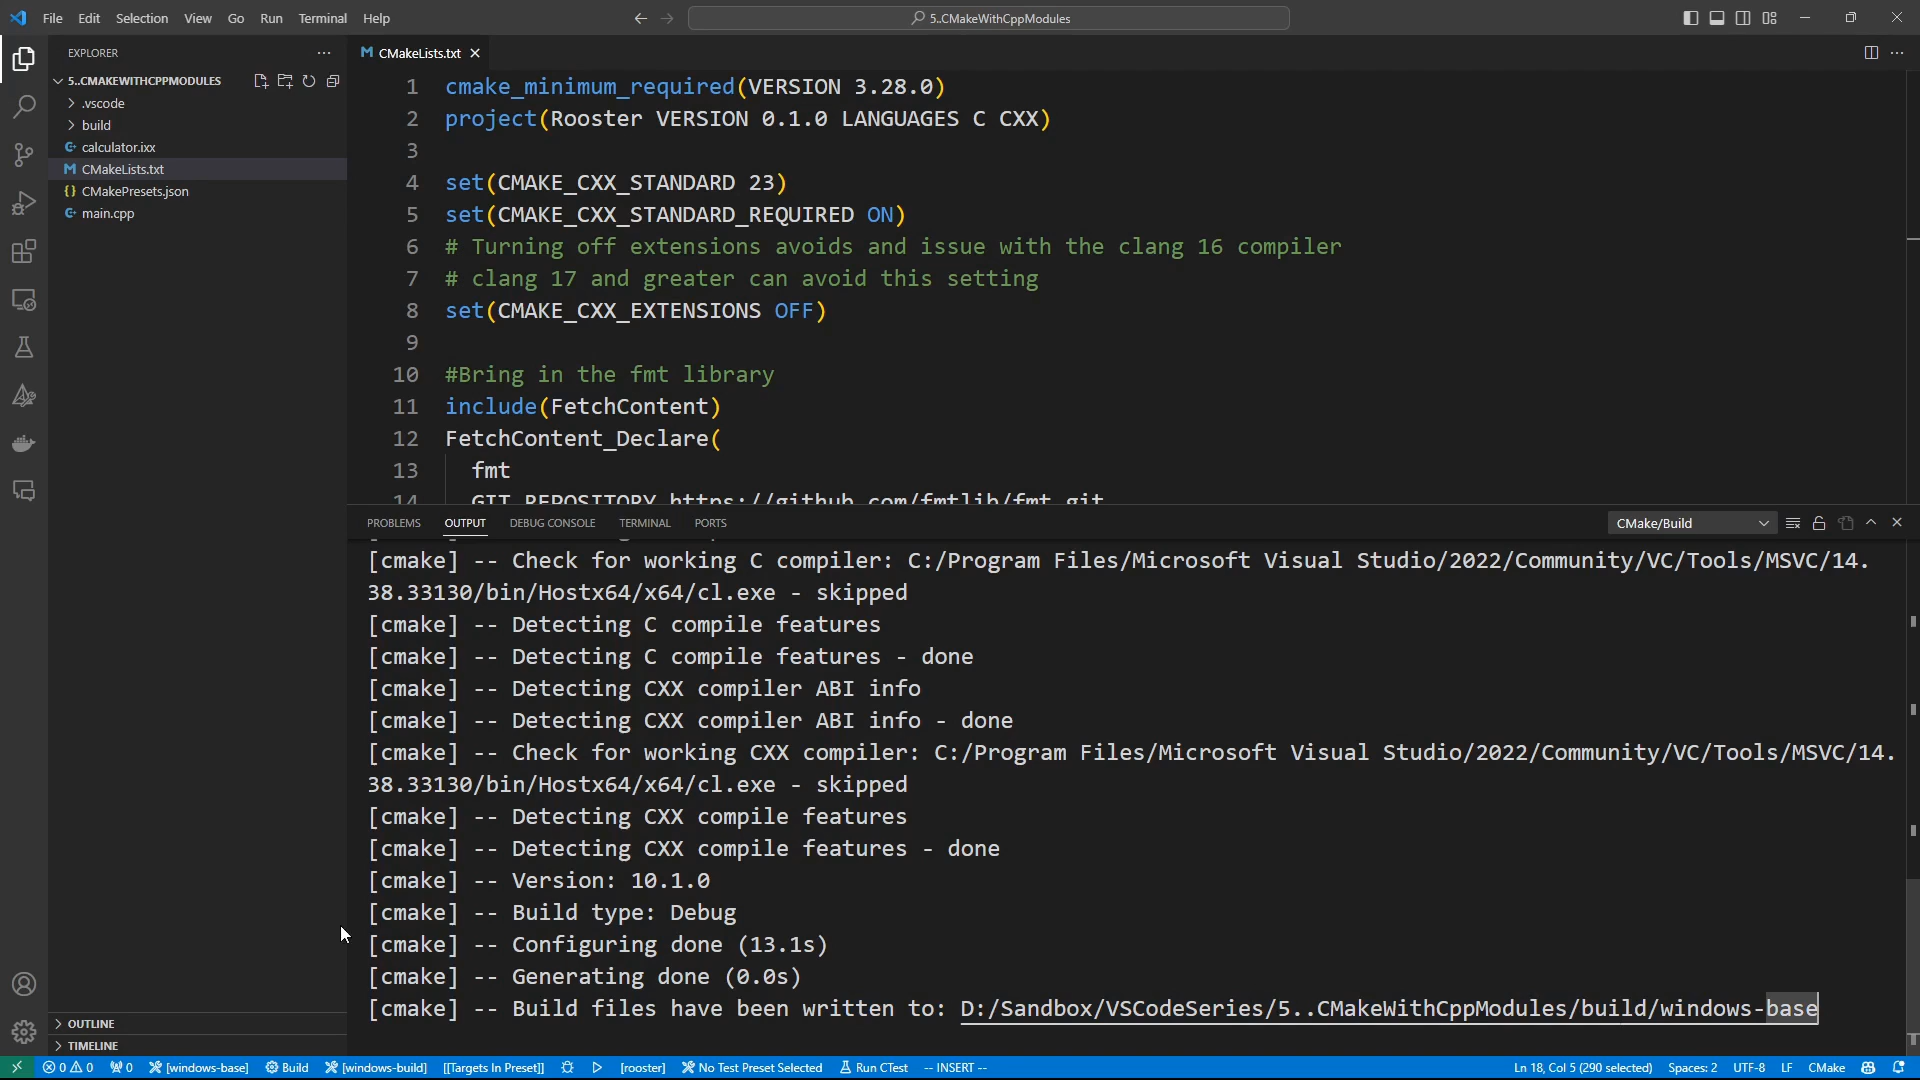 File Edit Selection View Go Run Terminal Help
5..CMakeWithCppModules
EXPLORER
5..CMAKEWITHCPPMODULES
.vscode
build
calculator.ixx
CMakeLists.txt
CMakePresets.json
main.cpp
OUTLINE
TIMELINE
CMakeLists.txt
1 cmake_minimum_required(VERSION 3.28.0)
2 project(Rooster VERSION 0.1.0 LANGUAGES C CXX)
3
4 set(CMAKE_CXX_STANDARD 23)
5 set(CMAKE_CXX_STANDARD_REQUIRED ON)
6 # Turning off extensions avoids and issue with the clang 16 compiler
7 # clang 17 and greater can avoid this setting
8 set(CMAKE_CXX_EXTENSIONS OFF)
9
10 #Bring in the fmt library
11 include(FetchContent)
12 FetchContent_Declare(
13 fmt
14 GIT_REPOSITORY https://github.com/fmtlib/fmt.git
PROBLEMS OUTPUT DEBUG CONSOLE TERMINAL PORTS
CMake/Build
[cmake] -- Check for working C compiler: C:/Program Files/Microsoft Visual Studio/2022/Community/VC/Tools/MSVC/14.
38.33130/bin/Hostx64/x64/cl.exe - skipped
[cmake] -- Detecting C compile features
[cmake] -- Detecting C compile features - done
[cmake] -- Detecting CXX compiler ABI info
[cmake] -- Detecting CXX compiler ABI info - done
[cmake] -- Check for working CXX compiler: C:/Program Files/Microsoft Visual Studio/2022/Community/VC/Tools/MSVC/14.
38.33130/bin/Hostx64/x64/cl.exe - skipped
[cmake] -- Detecting CXX compile features
[cmake] -- Detecting CXX compile features - done
[cmake] -- Version: 10.1.0
[cmake] -- Build type: Debug
[cmake] -- Configuring done (13.1s)
[cmake] -- Generating done (0.0s)
[cmake] -- Build files have been written to: D:/Sandbox/VSCodeSeries/5..CMakeWithCppModules/build/windows-base
0 0 0 [windows-base] Build [windows-build] [[Targets In Preset]] [rooster] No Test Preset Selected Run CTest -- INSERT -- Ln 18, Col 5 (290 selected) Spaces: 2 UTF-8 LF CMake